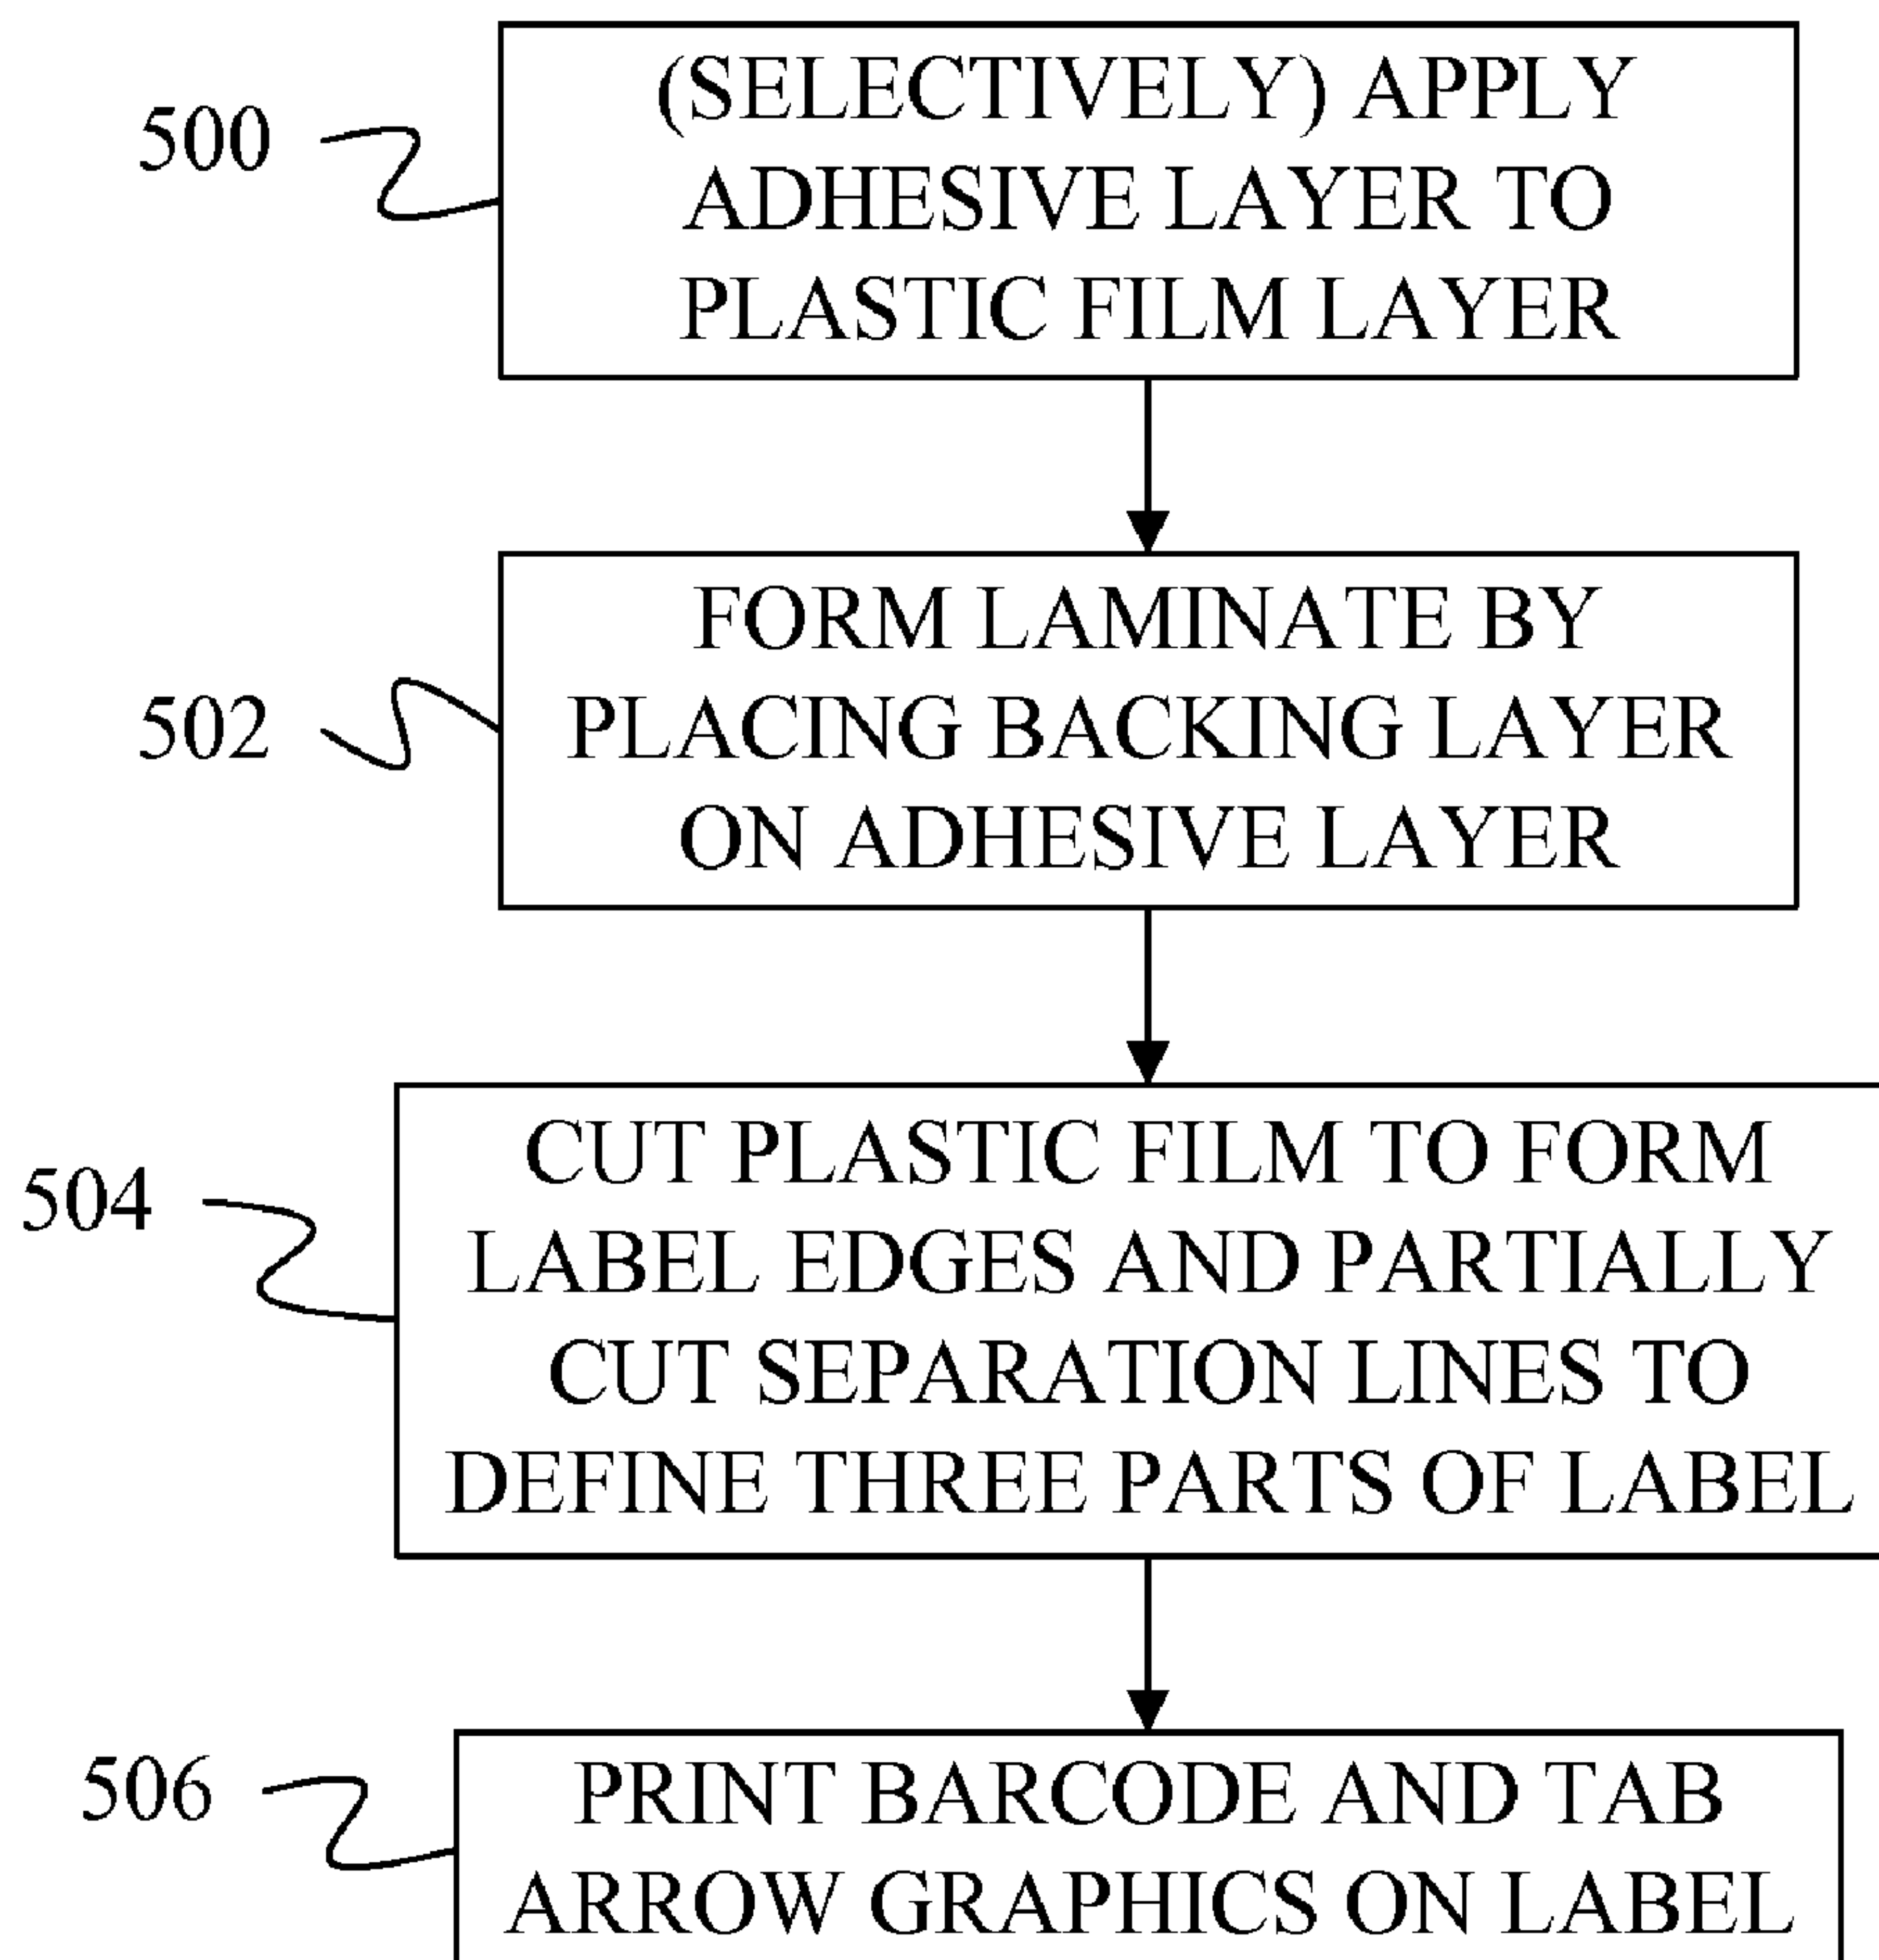 500
(SELECTIVELY) APPLY
ADHESIVE LAYER TO
PLASTIC FILM LAYER
502
FORM LAMINATE BY
PLACING BACKING LAYER
ON ADHESIVE LAYER
504
CUT PLASTIC FILM TO FORM
LABEL EDGES AND PARTIALLY
CUT SEPARATION LINES TO
DEFINE THREE PARTS OF LABEL
506
PRINT BARCODE AND TAB
ARROW GRAPHICS ON LABEL